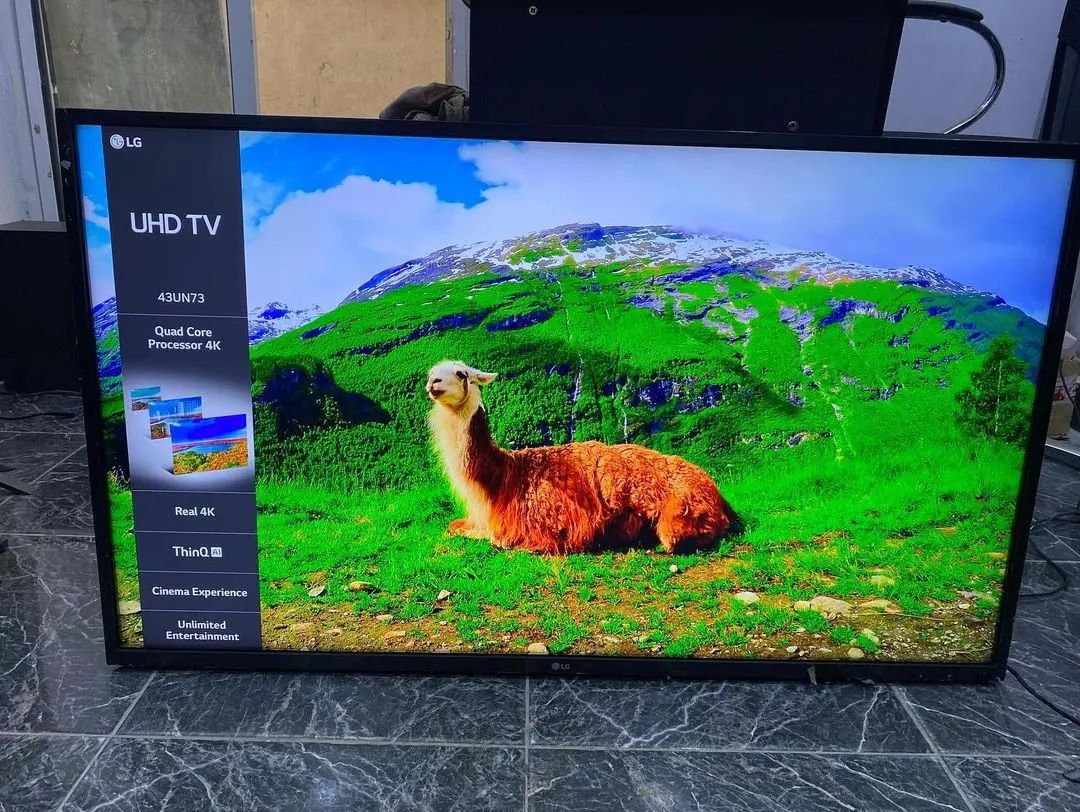 LG
UHD TV
43UN73
Quad Core
Processor 4K
Real 4K
ThinQ AI
Cinema Experience
Unlimited
Entertainment
LG